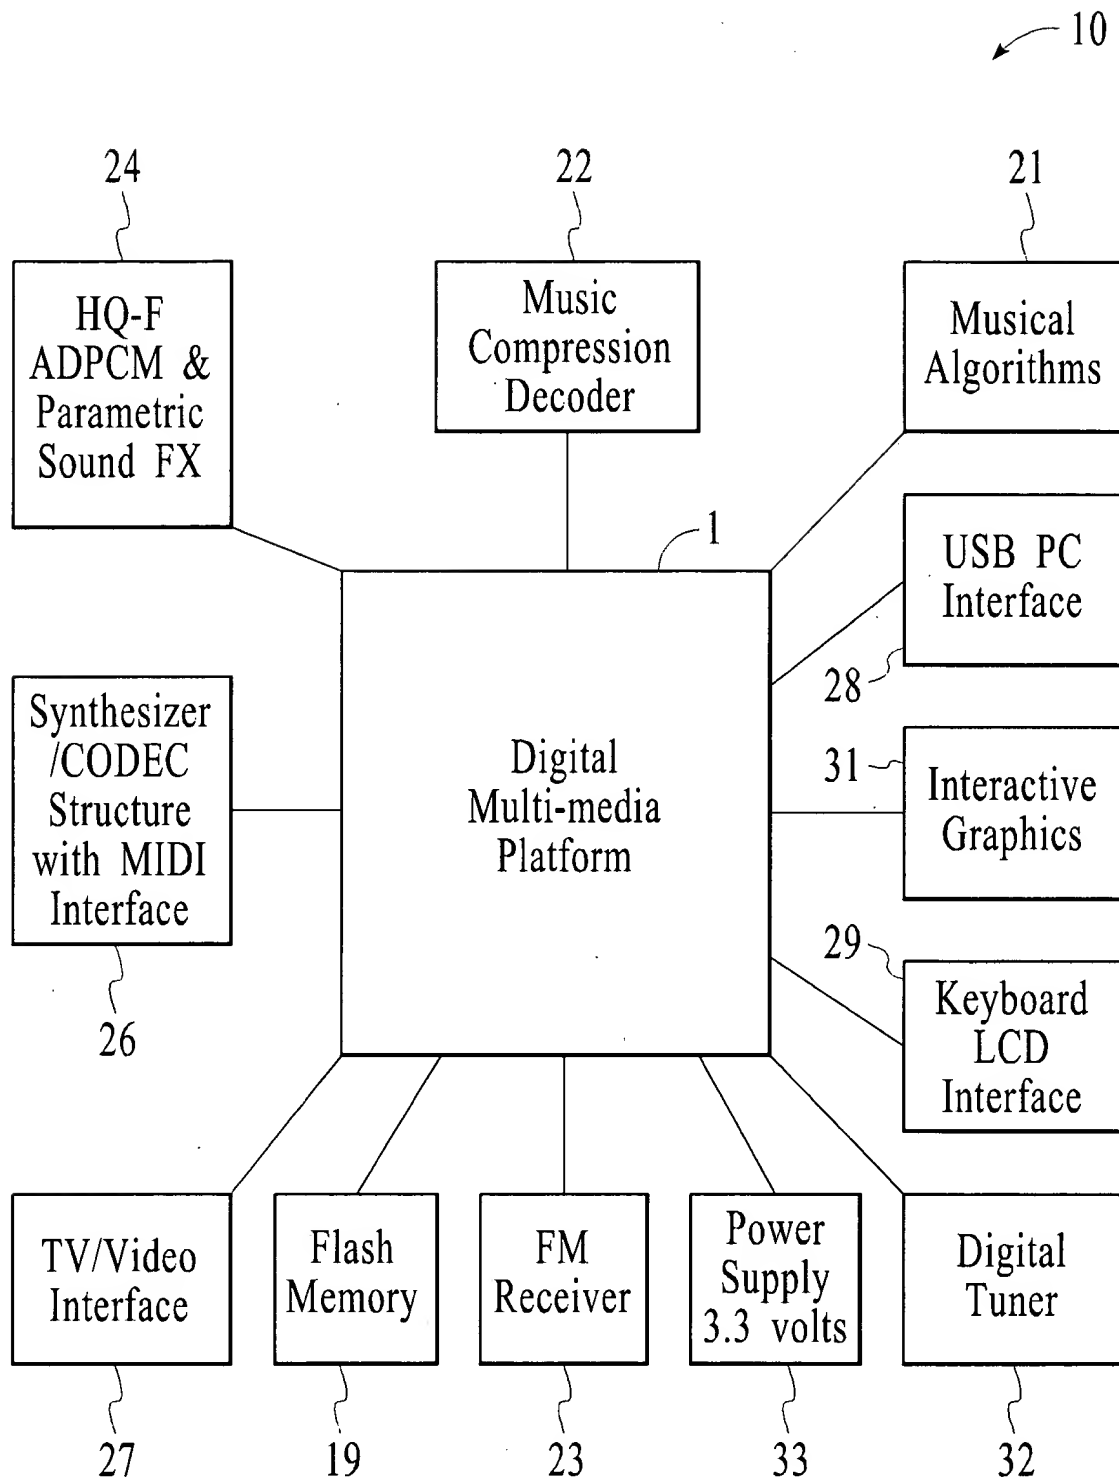 10
24
22
21
HQ-F
ADPCM &
Parametric
Sound FX
Music
Compression
Decoder
Musical
Algorithms
1
USB PC
Interface
28
Synthesizer
/CODEC
Structure
with MIDI
Interface
26
Digital
Multi-media
Platform
31
Interactive
Graphics
29
Keyboard
LCD
Interface
TV/Video
Interface
Flash
Memory
FM
Receiver
Power
Supply
3.3 volts
Digital
Tuner
27
19
23
33
32